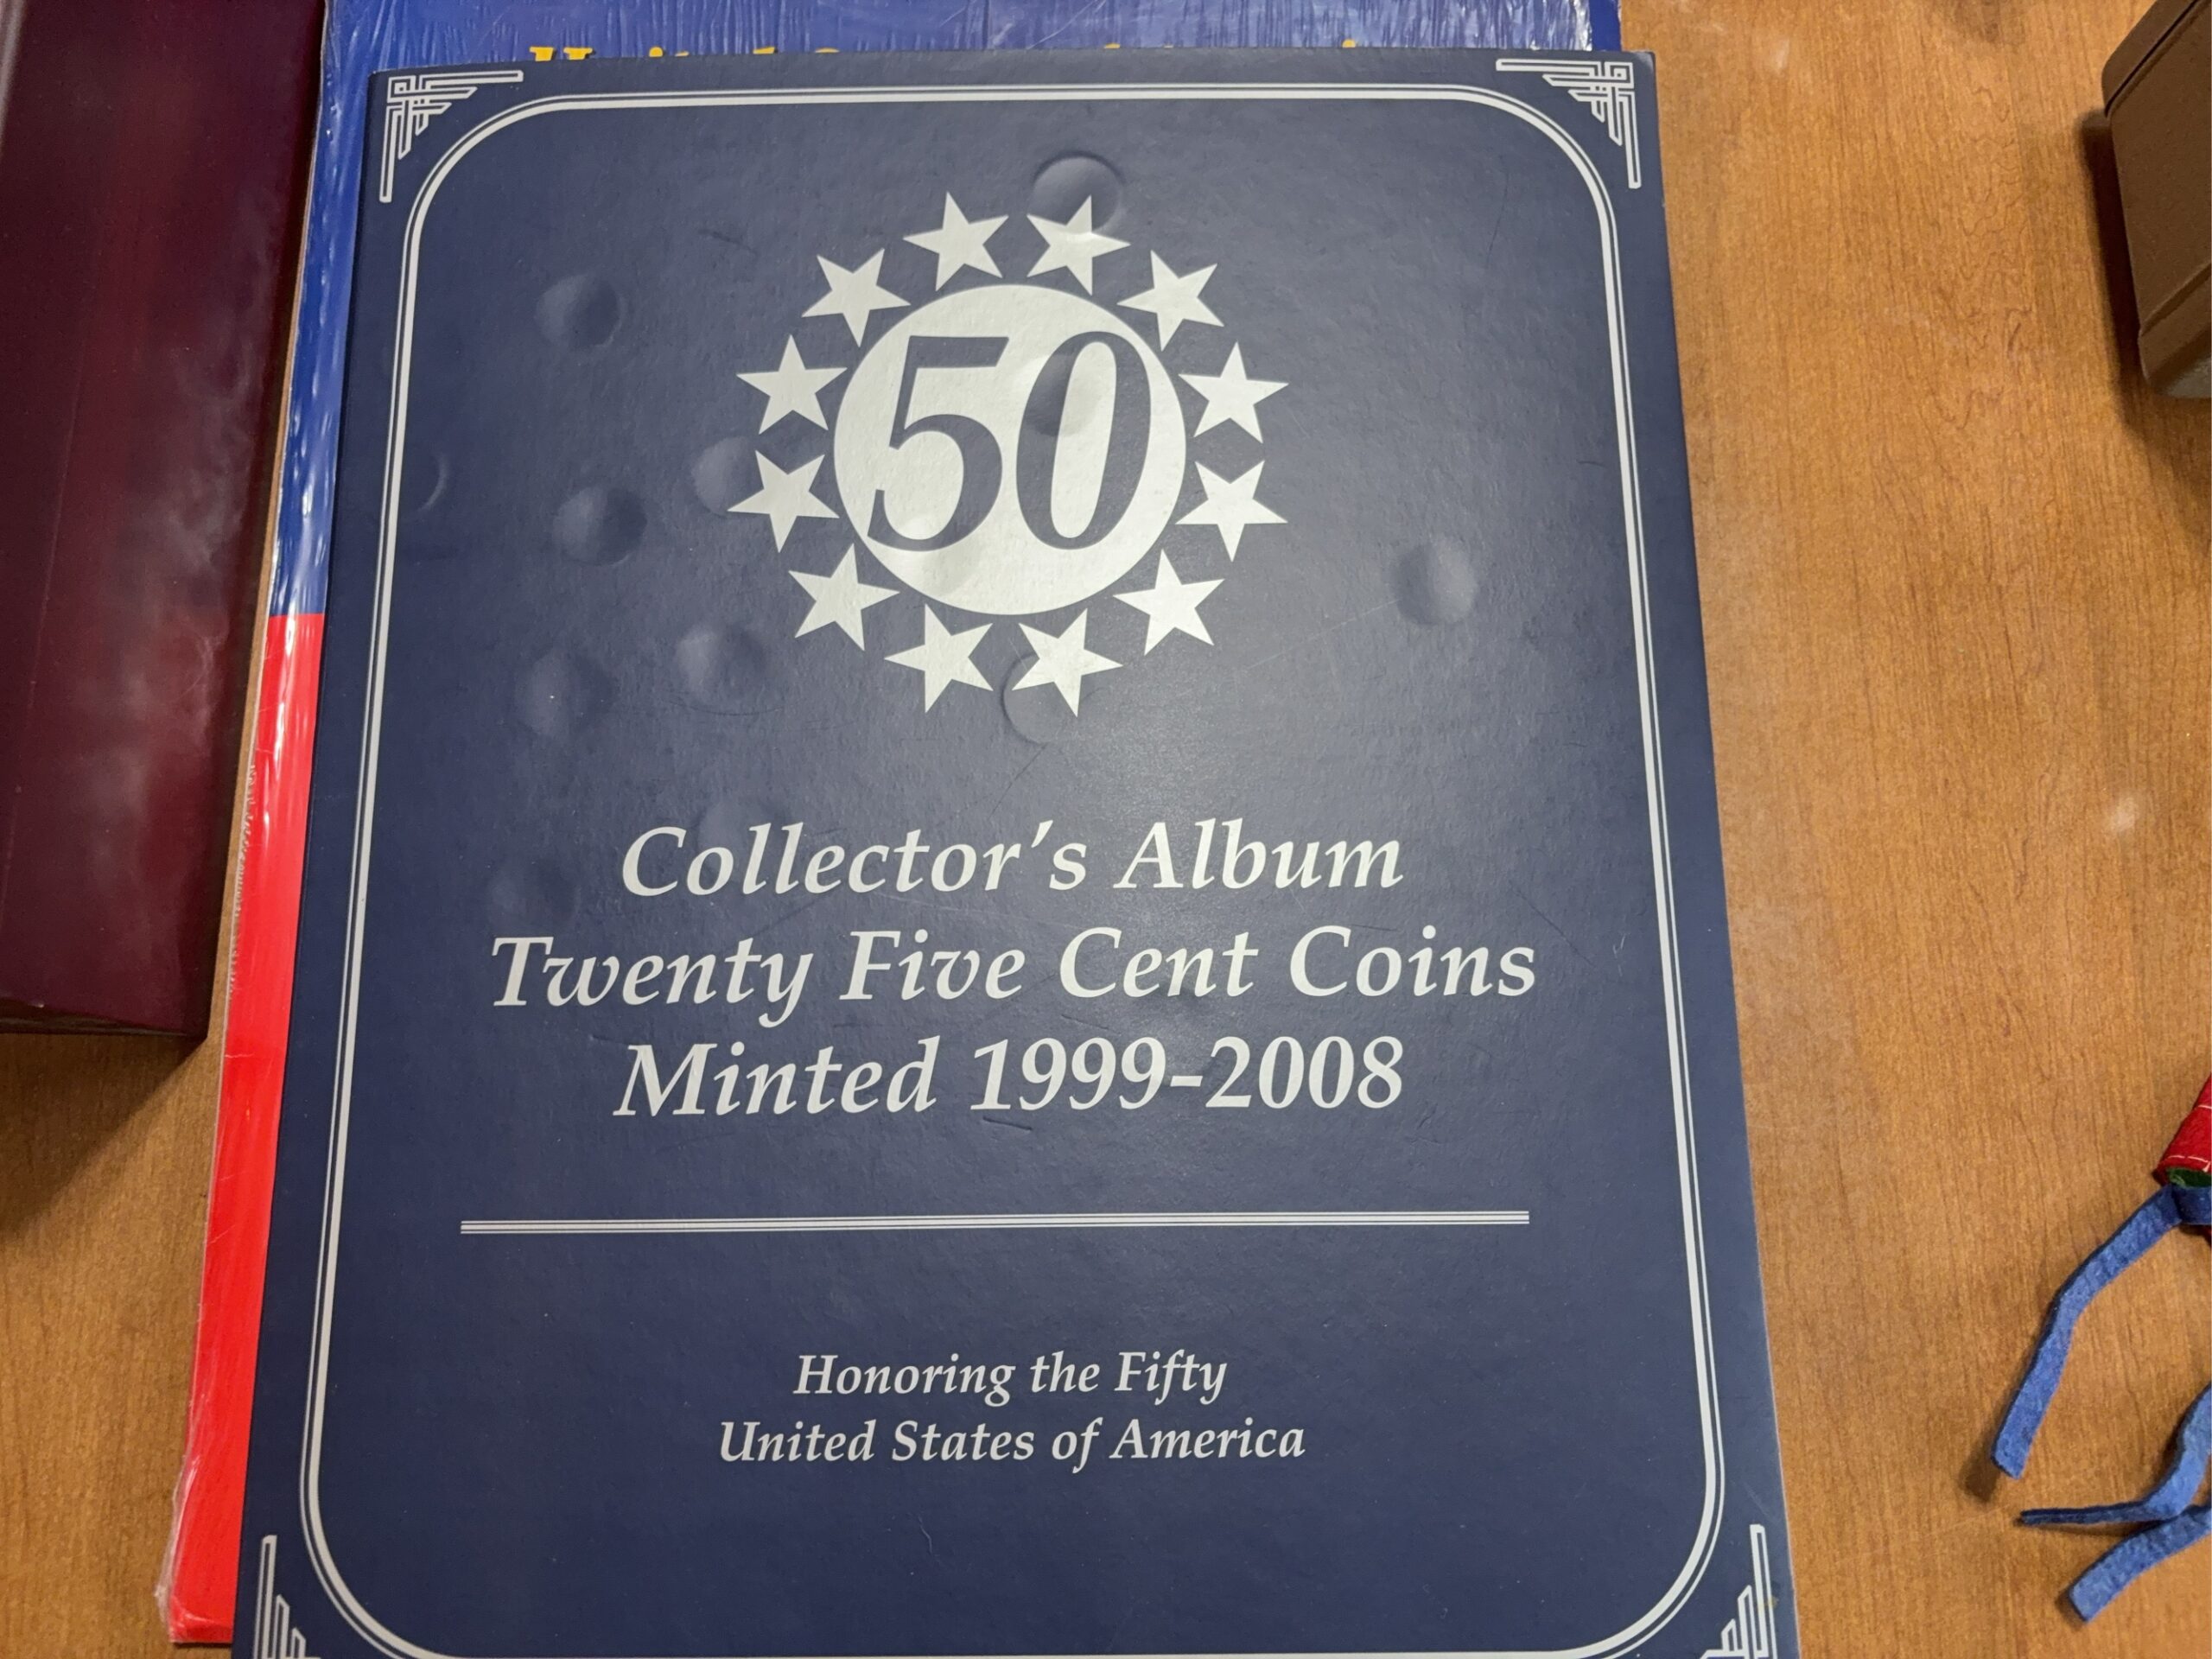 50
Collector's Album
Twenty Five Cent Coins
Minted 1999-2008
Honoring the Fifty
United States of America